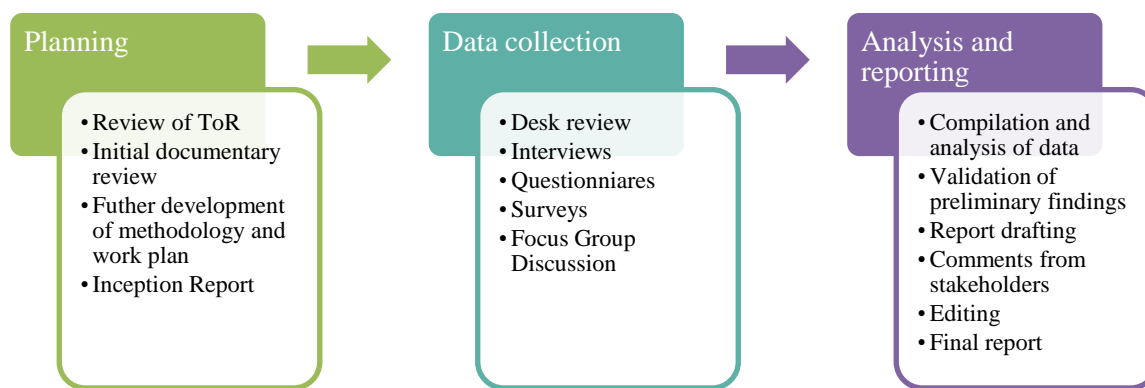 Planning
• Review of ToR
• Initial documentary
review
• Futher development
of methodology and
work plan
• Inception Report
Data collection
• Desk review
• Interviews
• Questionniares
• Surveys
• Focus Group
Discussion
Analysis and
reporting
• Compilation and
analysis of data
• Validation of
preliminary findings
• Report drafting
• Comments from
stakeholders
• Editing
• Final report